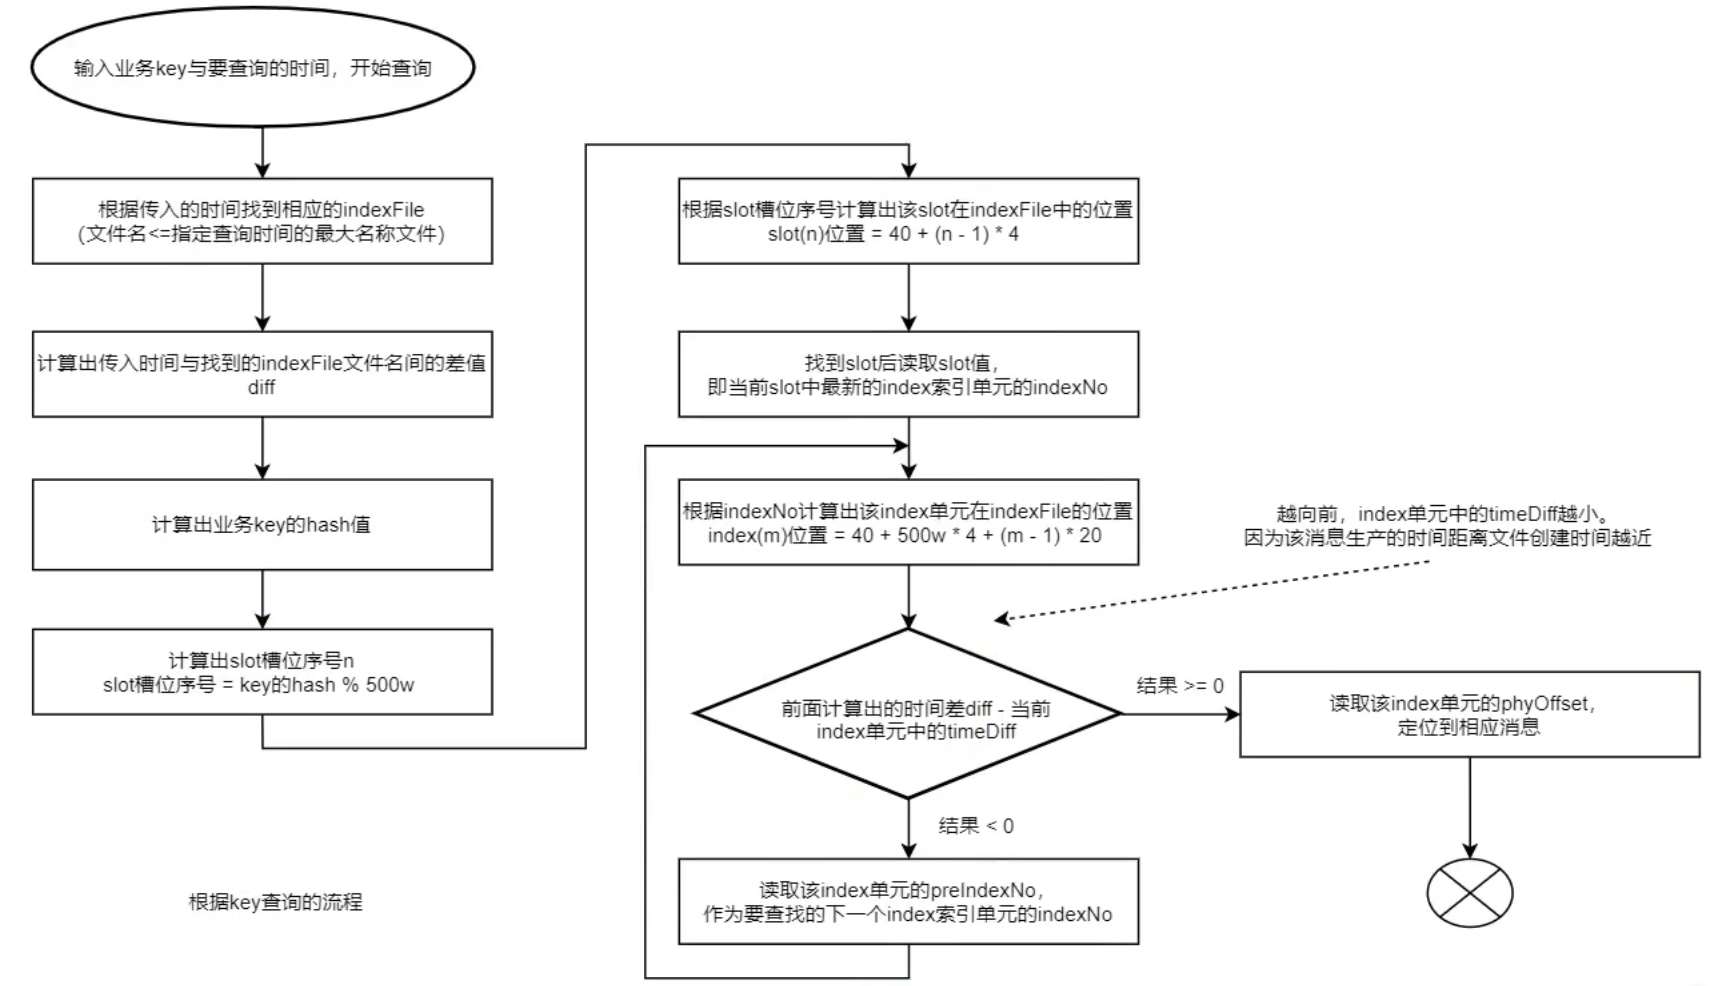 输入业务key与要查询的时间，开始查询
根据传入的时间找到相应的indexFile
(文件名<=指定查询时间的最大名称文件)
计算出传入时间与找到的indexFile文件名间的差值
diff
计算出业务key的hash值
计算出slot槽位序号n
slot槽位序号 = key的hash % 500w
根据slot槽位序号计算出该slot在indexFile中的位置
slot(n)位置 = 40 + (n - 1) * 4
找到slot后读取slot值，
即当前slot中最新的index索引单元的indexNo
根据indexNo计算出该index单元在indexFile的位置
index(m)位置 = 40 + 500w * 4 + (m - 1) * 20
越向前，index单元中的timeDiff越小。
因为该消息生产的时间距离文件创建时间越近
前面计算出的时间差diff - 当前
index单元中的timeDiff
结果 >= 0
读取该index单元的phyOffset，
定位到相应消息
结果 < 0
读取该index单元的preIndexNo，
作为要查找的下一个index索引单元的indexNo
根据key查询的流程